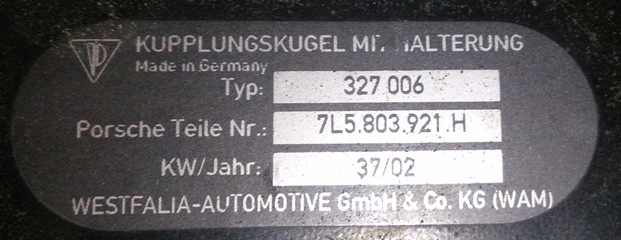 KUPPLUNGSKUGEL HALTERUNG
Made in Germany
Typ: 327 006
Porsche Teile Nr.: 7L5.803.921.H
KW/Jahr: 37/02
WESTFALIA-AUTOMOTIVE GmbH & Co. KG (WAM)